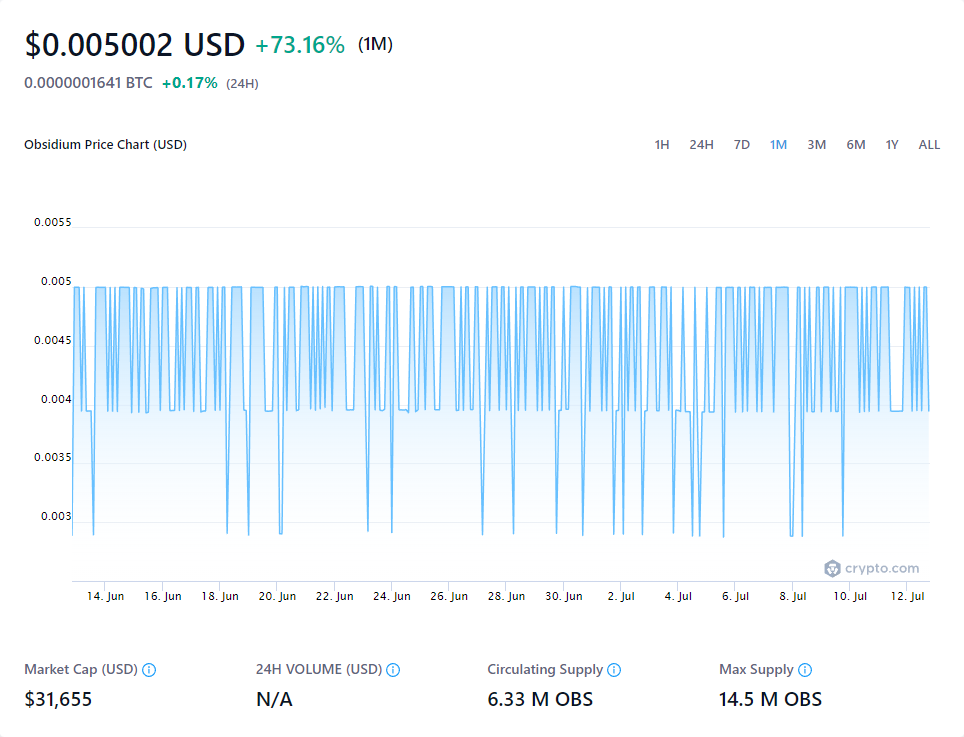 $0.005002 USD +73.16% (1M)
0.0000001641 BTC +0.17% (24H)
Obsidium Price Chart (USD) 1H 24H 7D 1M 3M 6M 1Y ALL
0.0055
0.005
0.0045
0.004
0.0035
0.003
crypto.com
14. Jun 16. Jun 18. Jun 20. Jun 22. Jun 24. Jun 26. Jun 28. Jun 30. Jun 2. Jul 4. Jul 6. Jul 8. Jul 10. Jul 12. Jul
Market Cap (USD) 24H VOLUME (USD) Circulating Supply Max Supply
$31,655 N/A 6.33 M OBS 14.5 M OBS